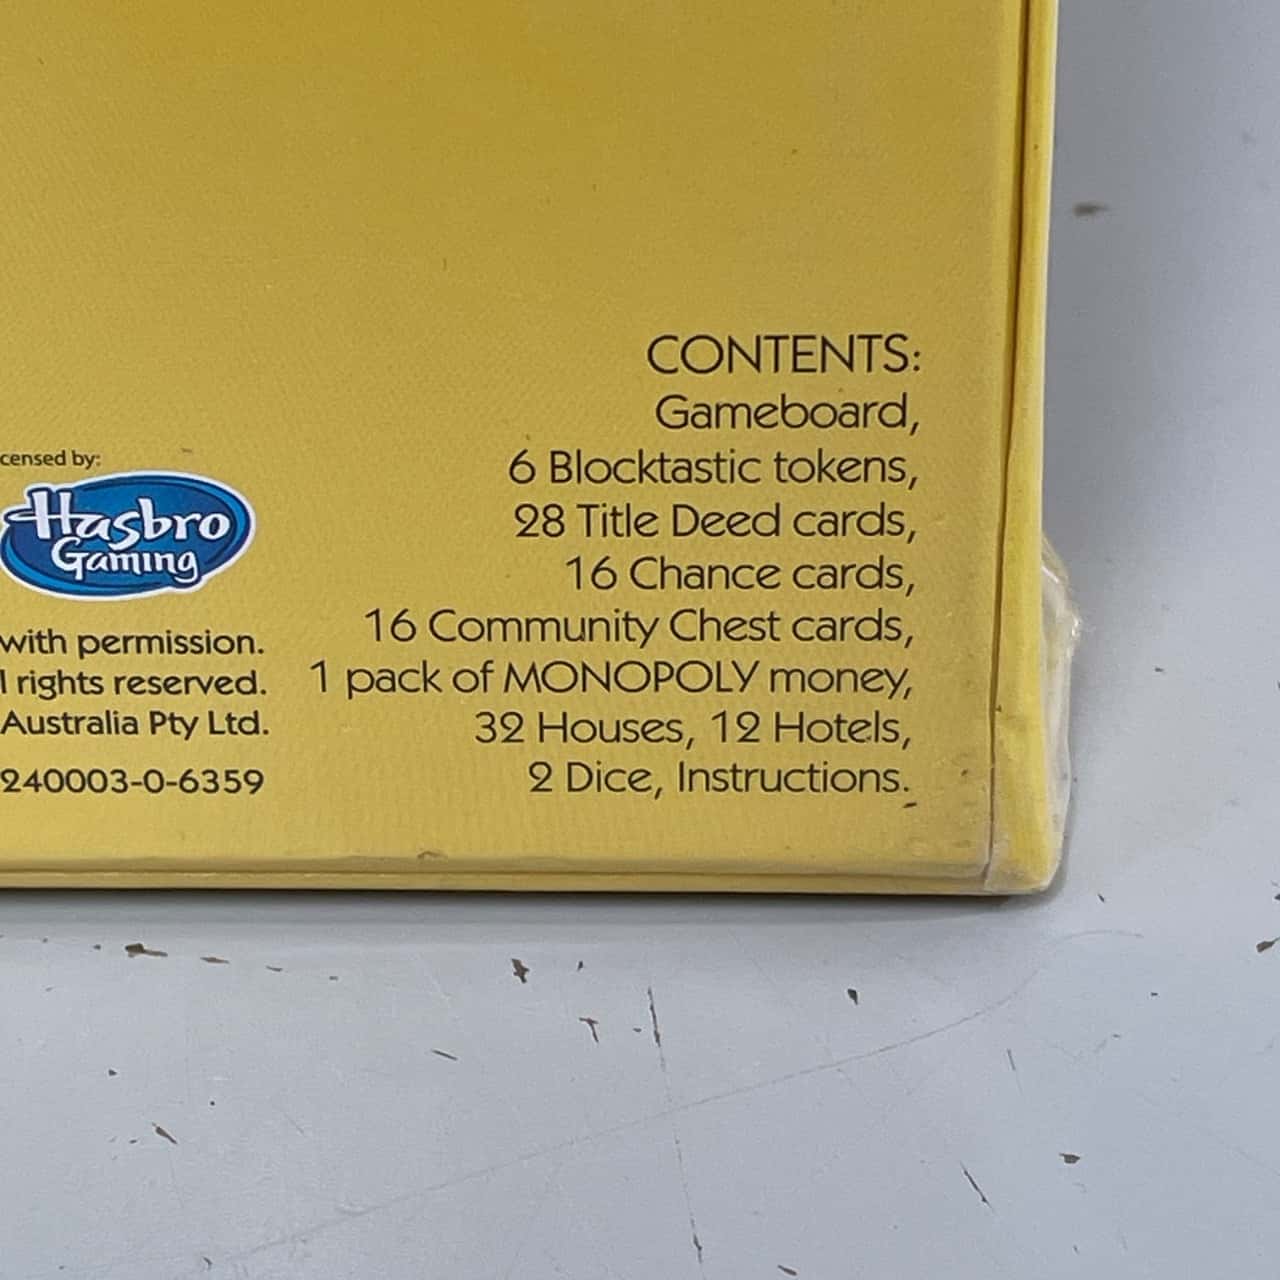 CONTENTS:
Gameboard,
6 Blocktastic tokens,
28 Title Deed cards,
16 Chance cards,
16 Community Chest cards,
1 pack of MONOPOLY money,
32 Houses, 12 Hotels,
2 Dice, Instructions.
censed by:
Hasbro
Gaming
with permission.
l rights reserved.
Australia Pty Ltd.
240003-0-6359